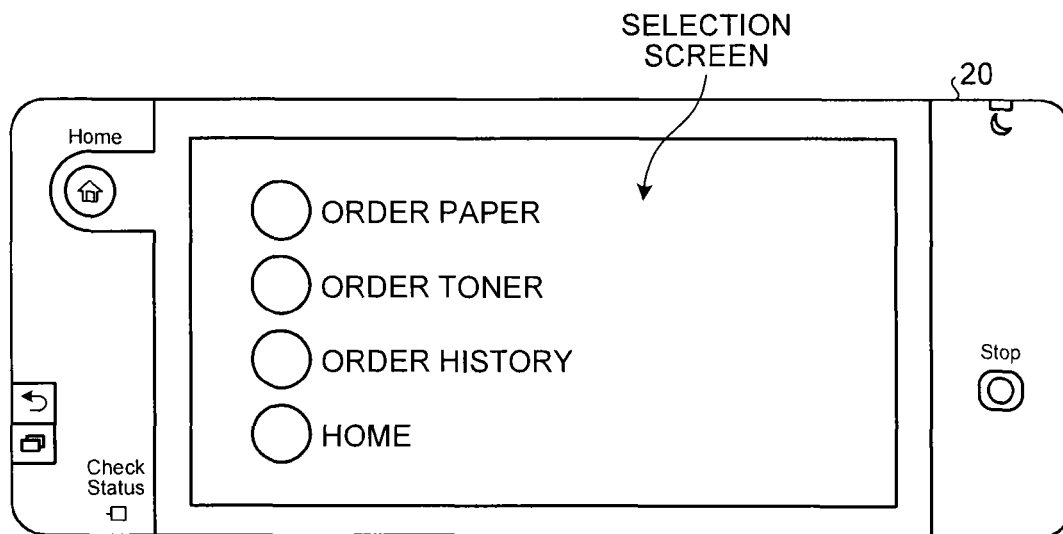 SELECTION
SCREEN
20
Home
ORDER PAPER
ORDER TONER
ORDER HISTORY
HOME
Stop
Check
Status